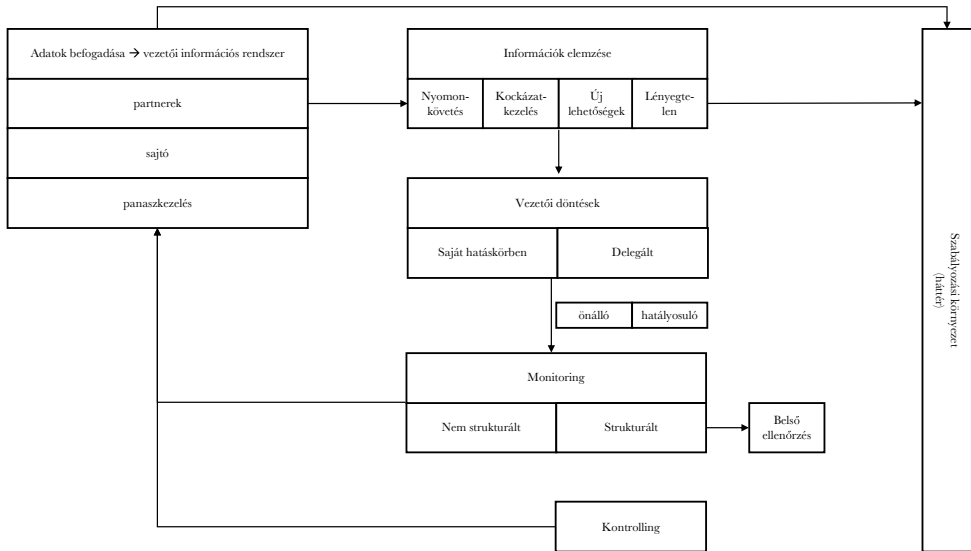 Adatok befogadása → vezetői információs rendszer
partnerek
sajtó
panaszkezelés
Információk elemzése
Nyomon-
követés
Kockázat-
kezelés
Új
lehetőségek
Lényegte-
len
Vezetői döntések
Saját hatáskörben
Delegált
önálló
hatályosuló
Monitoring
Nem strukturált
Strukturált
Belső
ellenőrzés
Kontrolling
Szabályozási környezet
(háttér)